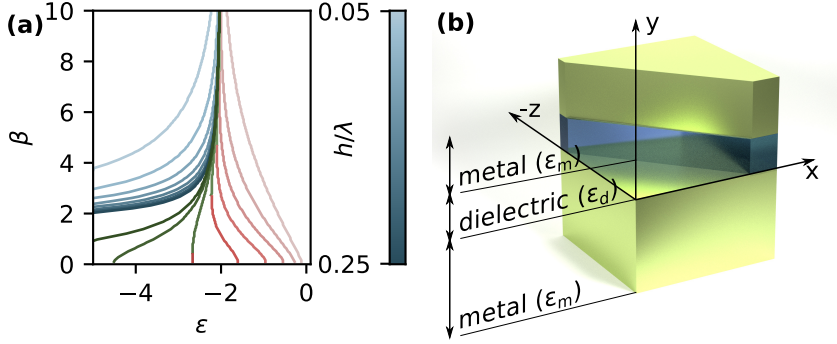 (a)
10
8
6
4
2
0
β
−4
−2
0
ε
0.05
h/λ
0.25
(b)
y
-z
x
metal (εm)
dielectric (εd)
metal (εm)